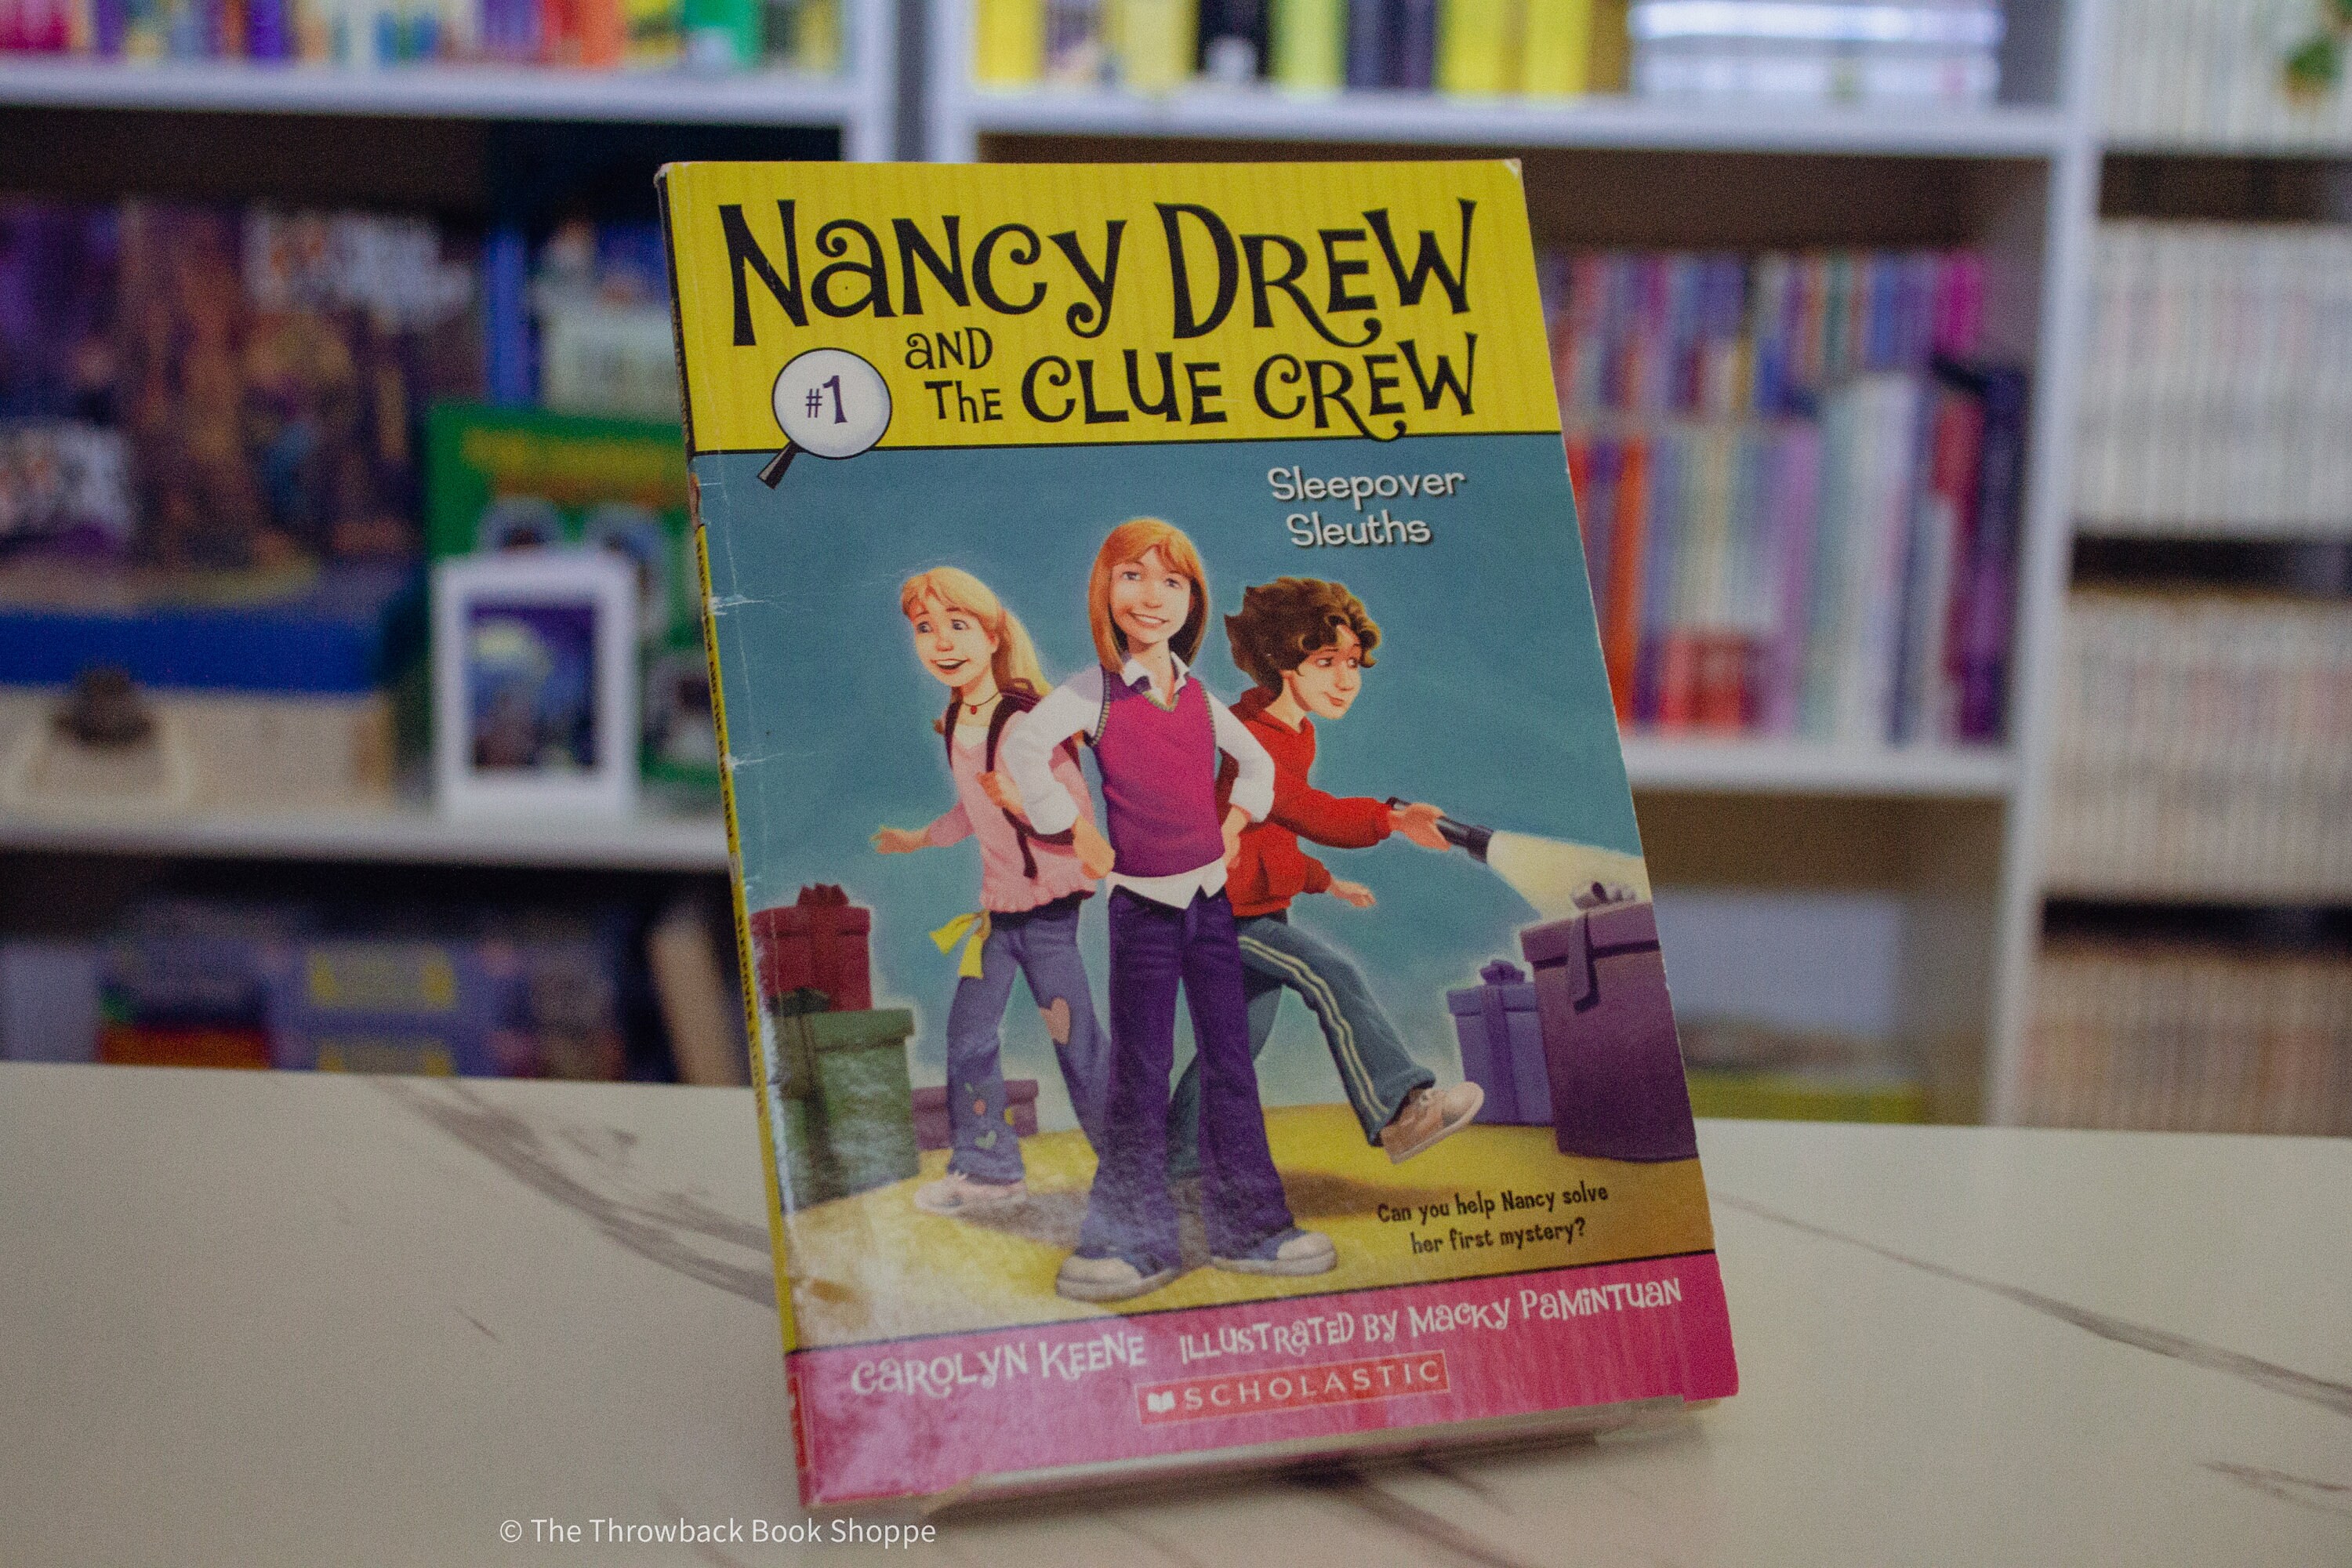 NANCY DREW
AND
THE CLUE CREW
#1
Sleepover
Sleuths
Can you help Nancy solve
her first mystery?
CAROLYN KEENE ILLUSTRATED BY MACKY PAMINTUAN
SCHOLASTIC
© The Throwback Book Shoppe